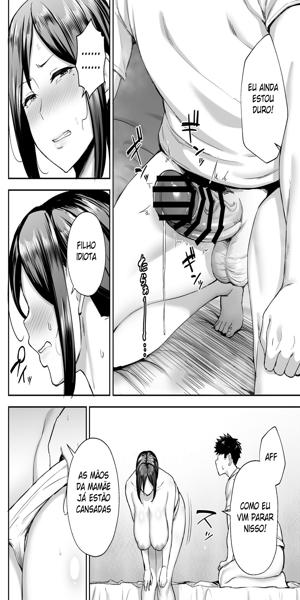 EU AINDA
ESTOU
DURO!
......
......
FILHO
IDIOTA
AFF
COMO EU
VIM PARAR
NISSO!
AS MÃOS
DA MAMÃE
JÁ ESTÃO
CANSADAS